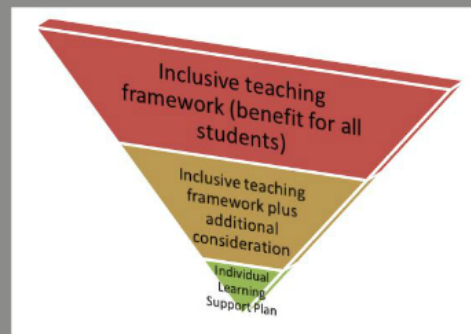 Inclusive teaching
framework (benefit for all
students)
Inclusive teaching
framework plus
additional
consideration
Individual
Learning
Support Plan